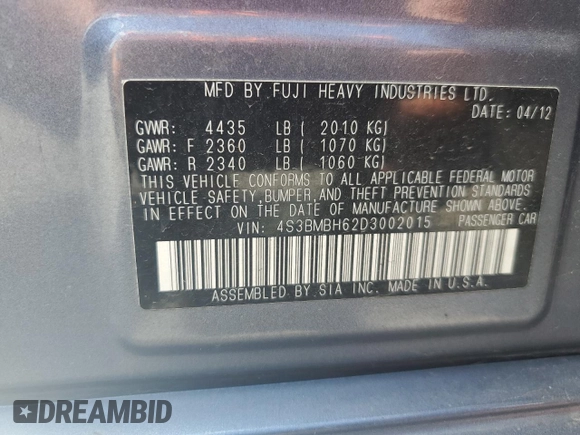 MFD BY FUJI HEAVY INDUSTRIES LTD.
DATE: 04/12
GVWR: 4435 LB ( 2010 KG)
GAWR: F 2360 LB ( 1070 KG)
GAWR: R 2340 LB ( 1060 KG)
THIS VEHICLE CONFORMS TO ALL APPLICABLE FEDERAL MOTOR
VEHICLE SAFETY,BUMPER,AND THEFT PREVENTION STANDARDS
IN EFFECT ON THE DATE OF MANUFACTURE SHOWN ABOVE.
VIN: 4S3BMBH62D3002015 PASSENGER CAR
ASSEMBLED BY SIA INC. MADE IN U.S.A.
DREAMBID